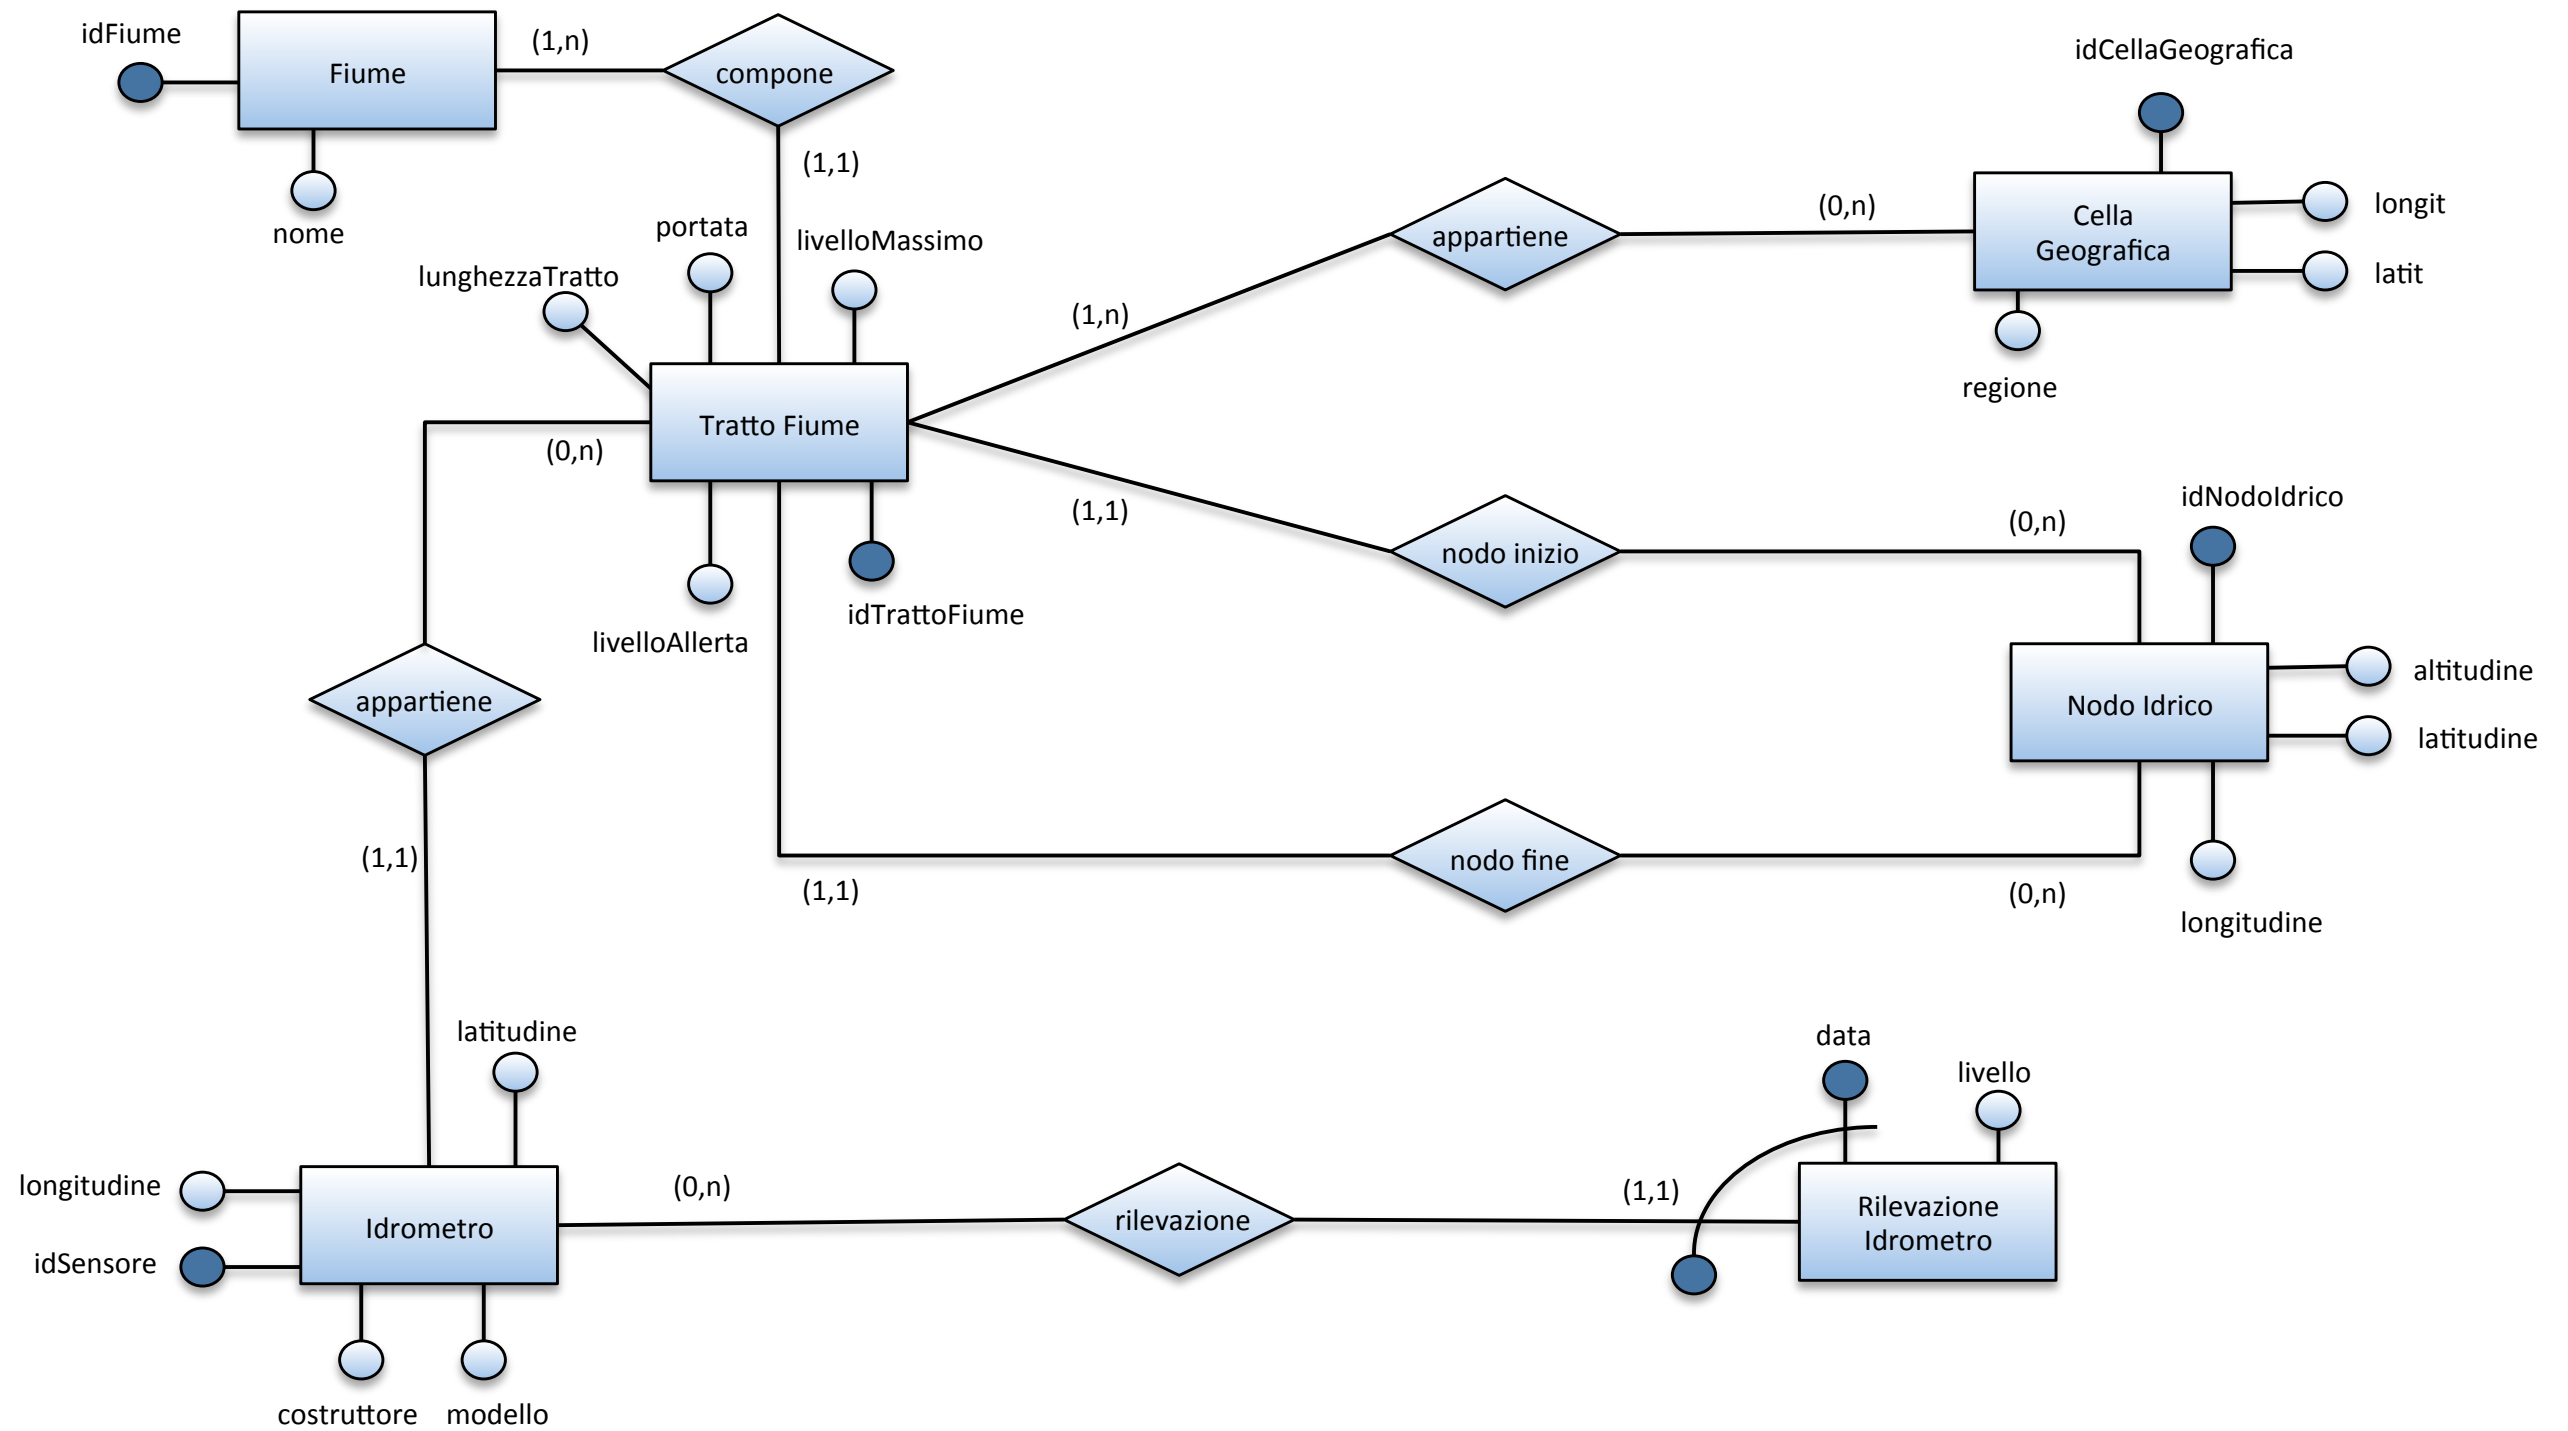 idFiume
Fiume
(1,n)
compone
nome
(1,1)
idCellaGeografica
Cella
Geografica
longit
latit
regione
appartiene
(0,n)
(1,n)
portata
livelloMassimo
lunghezzaTratto
Tratto Fiume
(0,n)
livelloAllerta
idTrattoFiume
(1,1)
nodo inizio
(0,n)
idNodoIdrico
altitudine
Nodo Idrico
latitudine
longitudine
appartiene
(1,1)
(1,1)
nodo fine
(0,n)
latitudine
longitudine
Idrometro
idSensore
costruttore
modello
(0,n)
rilevazione
(1,1)
data
livello
Rilevazione
Idrometro